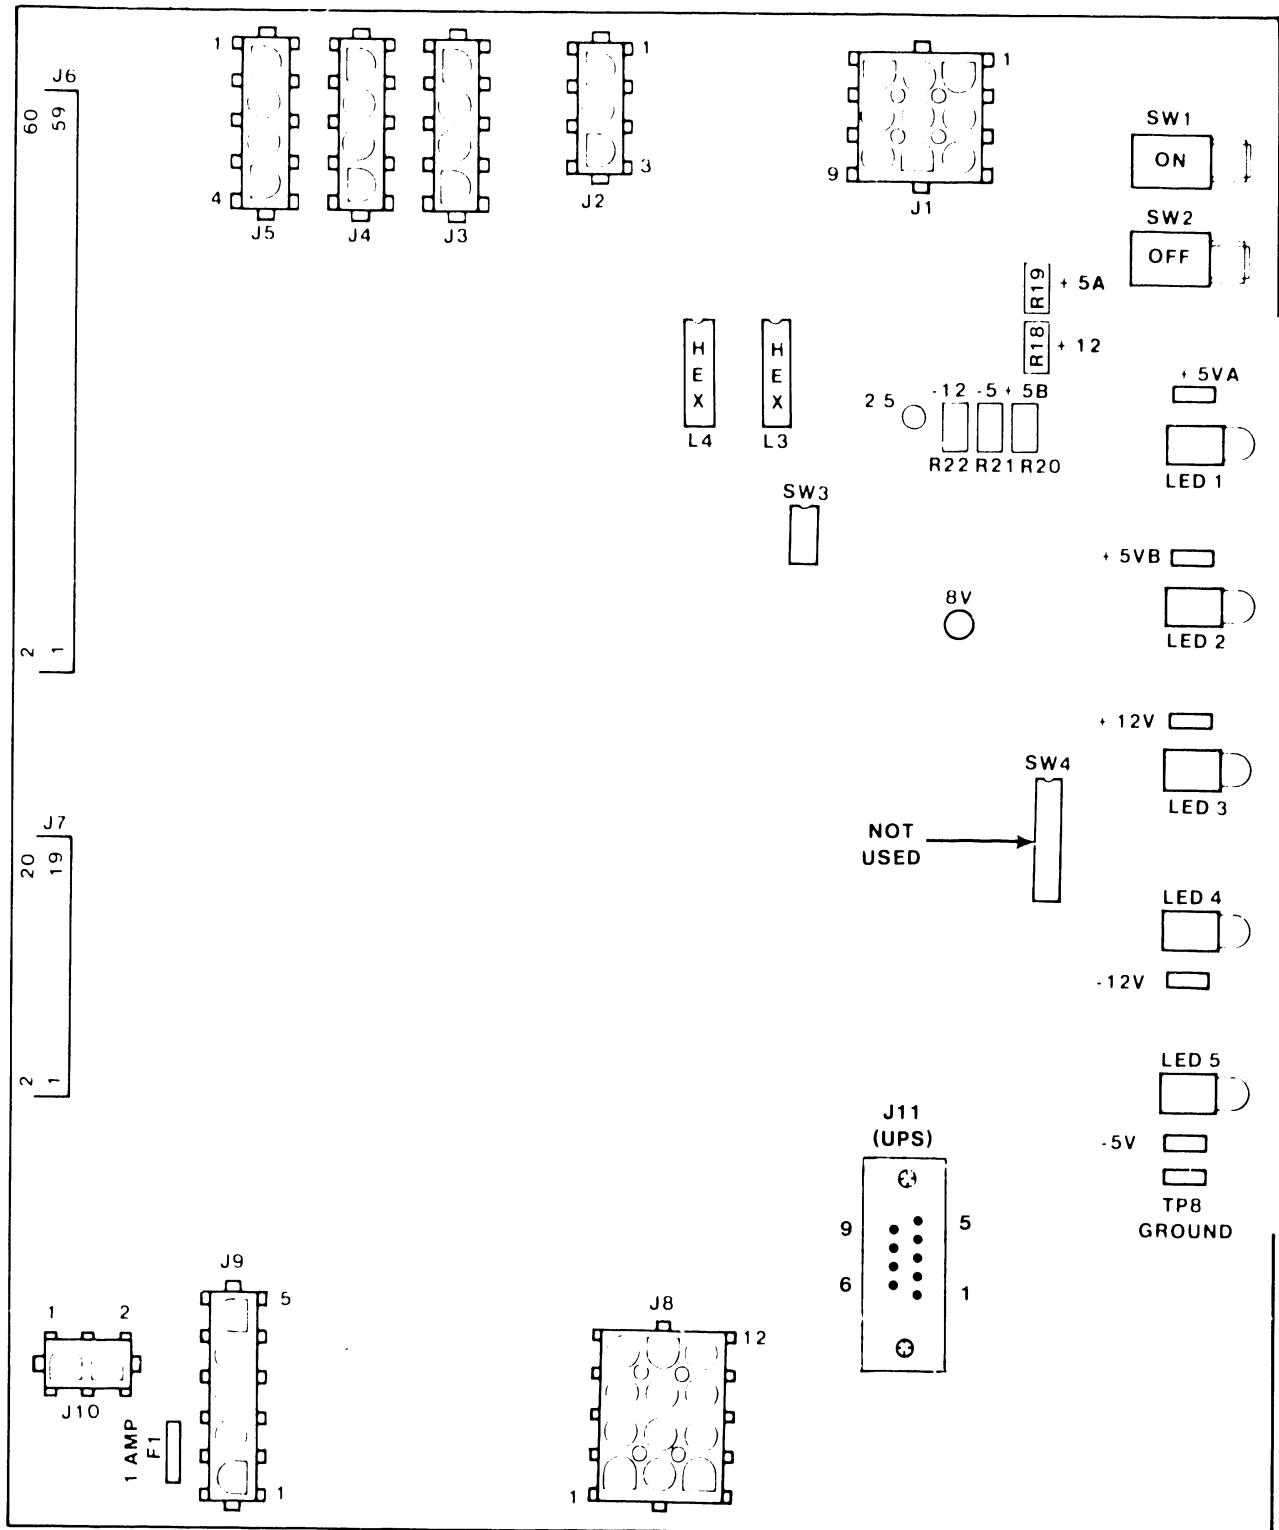 J6
60
59
2
1
1
4
J5
J4
J3
1
3
J2
1
9
J1
SW1
ON
SW2
OFF
R19
+ 5A
R18
+ 12
HEX
L4
HEX
L3
2 5
-12 -5 + 5B
R22 R21 R20
+ 5VA
LED 1
SW3
+ 5VB
LED 2
8V
+ 12V
LED 3
SW4
NOT
USED
J7
20
19
2
1
LED 4
-12V
LED 5
-5V
TP8
GROUND
J11
(UPS)
9
5
6
1
J9
5
1
1
2
J10
1 AMP
F1
J8
12
1